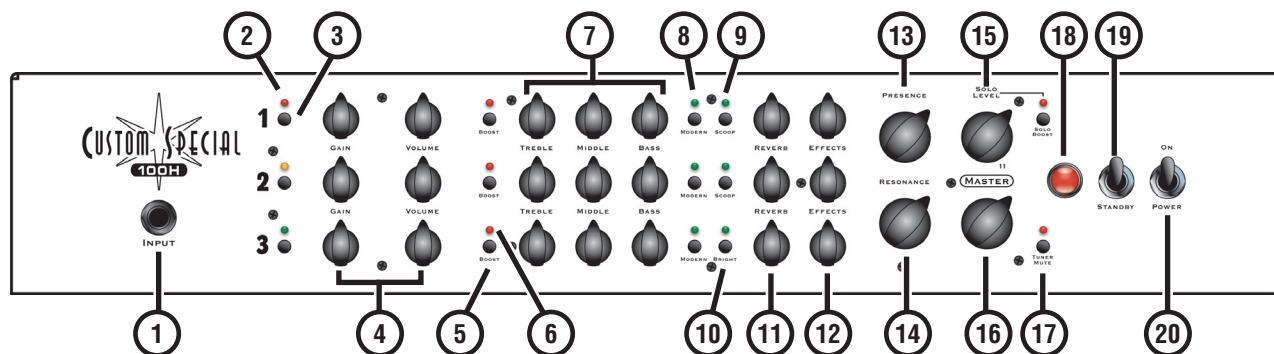 2 3 7 8 9 13 15 18 19
PRESENCE SOLO LEVEL ON
1 BOOST MODERN SCOOP SOLO BOOST
CUSTOM SPECIAL
100H
GAIN VOLUME TREBLE MIDDLE BASS REVERB EFFECTS
11
2 BOOST MODERN SCOOP RESONANCE MASTER STANDBY POWER
INPUT GAIN VOLUME TREBLE MIDDLE BASS REVERB EFFECTS
3 BOOST MODERN BRIGHT TUNER MUTE
1 4 5 6 10 11 12 14 16 17 20